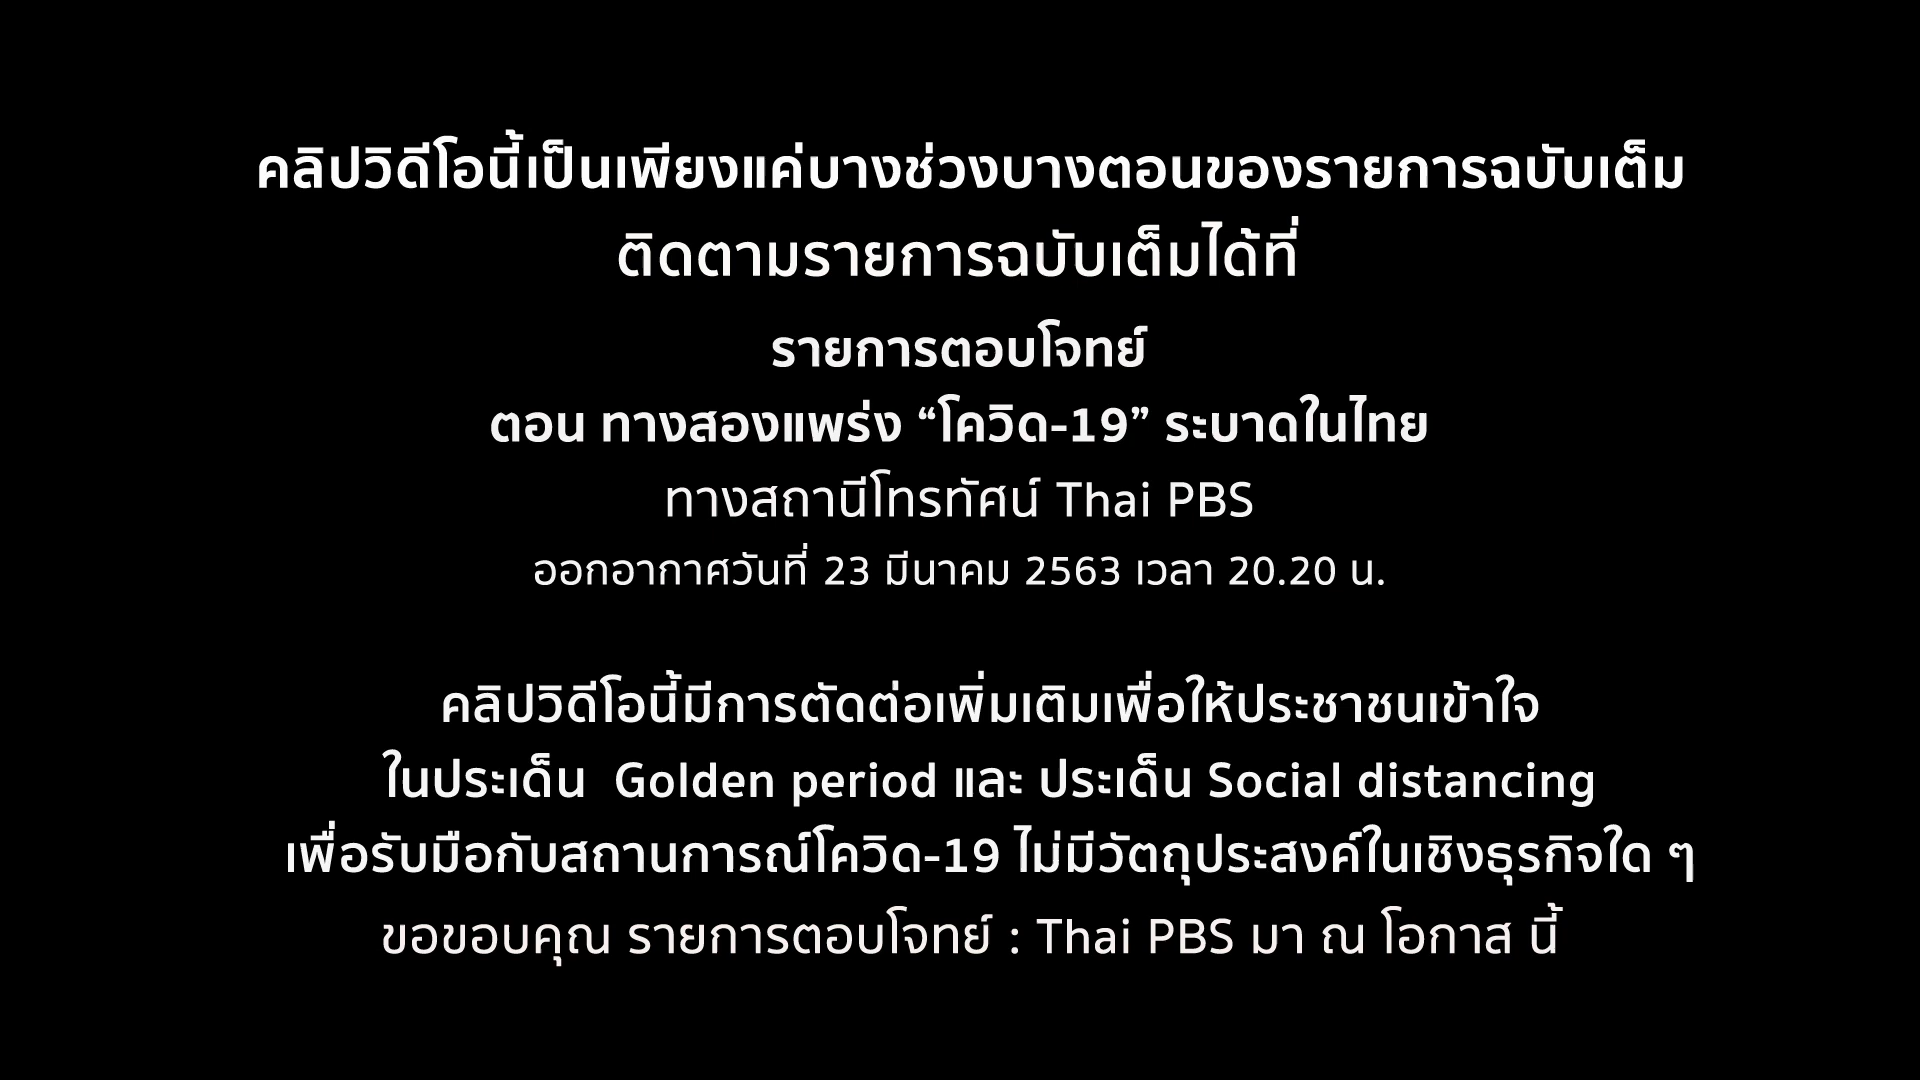 คลิปวิดีโอนี้เป็นเพียงแค่บางช่วงบางตอนของรายการฉบับเต็ม
ติดตามรายการฉบับเต็มได้ที่
รายการตอบโจทย์
ตอน ทางสองแพร่ง “โควิด-19” ระบาดในไทย
ทางสถานีโทรทัศน์ Thai PBS
ออกอากาศวันที่ 23 มีนาคม 2563 เวลา 20.20 น.
คลิปวิดีโอนี้มีการตัดต่อเพิ่มเติมเพื่อให้ประชาชนเข้าใจ
ในประเด็น Golden period และ ประเด็น Social distancing
เพื่อรับมือกับสถานการณ์โควิด-19 ไม่มีวัตถุประสงค์ในเชิงธุรกิจใด ๆ
ขอขอบคุณ รายการตอบโจทย์ : Thai PBS มา ณ โอกาส นี้